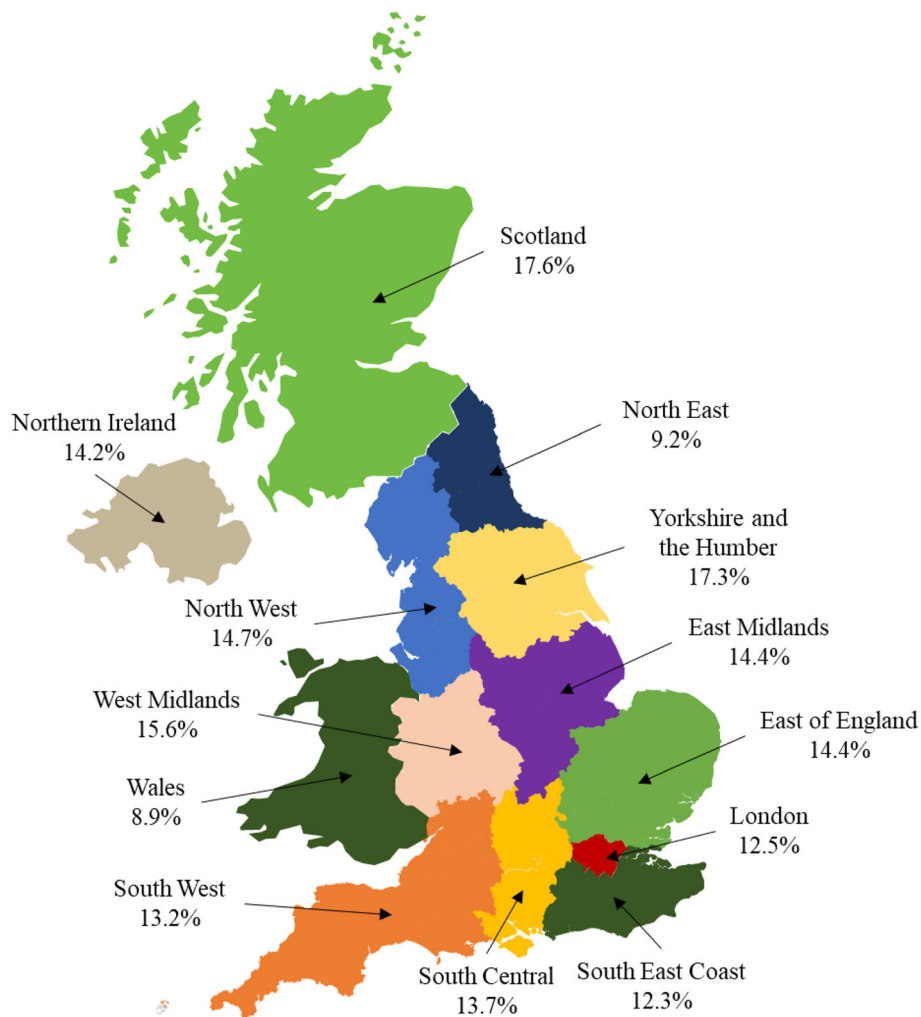 Scotland
17.6%
North East
9.2%
Northern Ireland
14.2%
Yorkshire and
the Humber
17.3%
North West
14.7%
East Midlands
14.4%
West Midlands
15.6%
East of England
14.4%
Wales
8.9%
London
12.5%
South West
13.2%
South Central
13.7%
South East Coast
12.3%